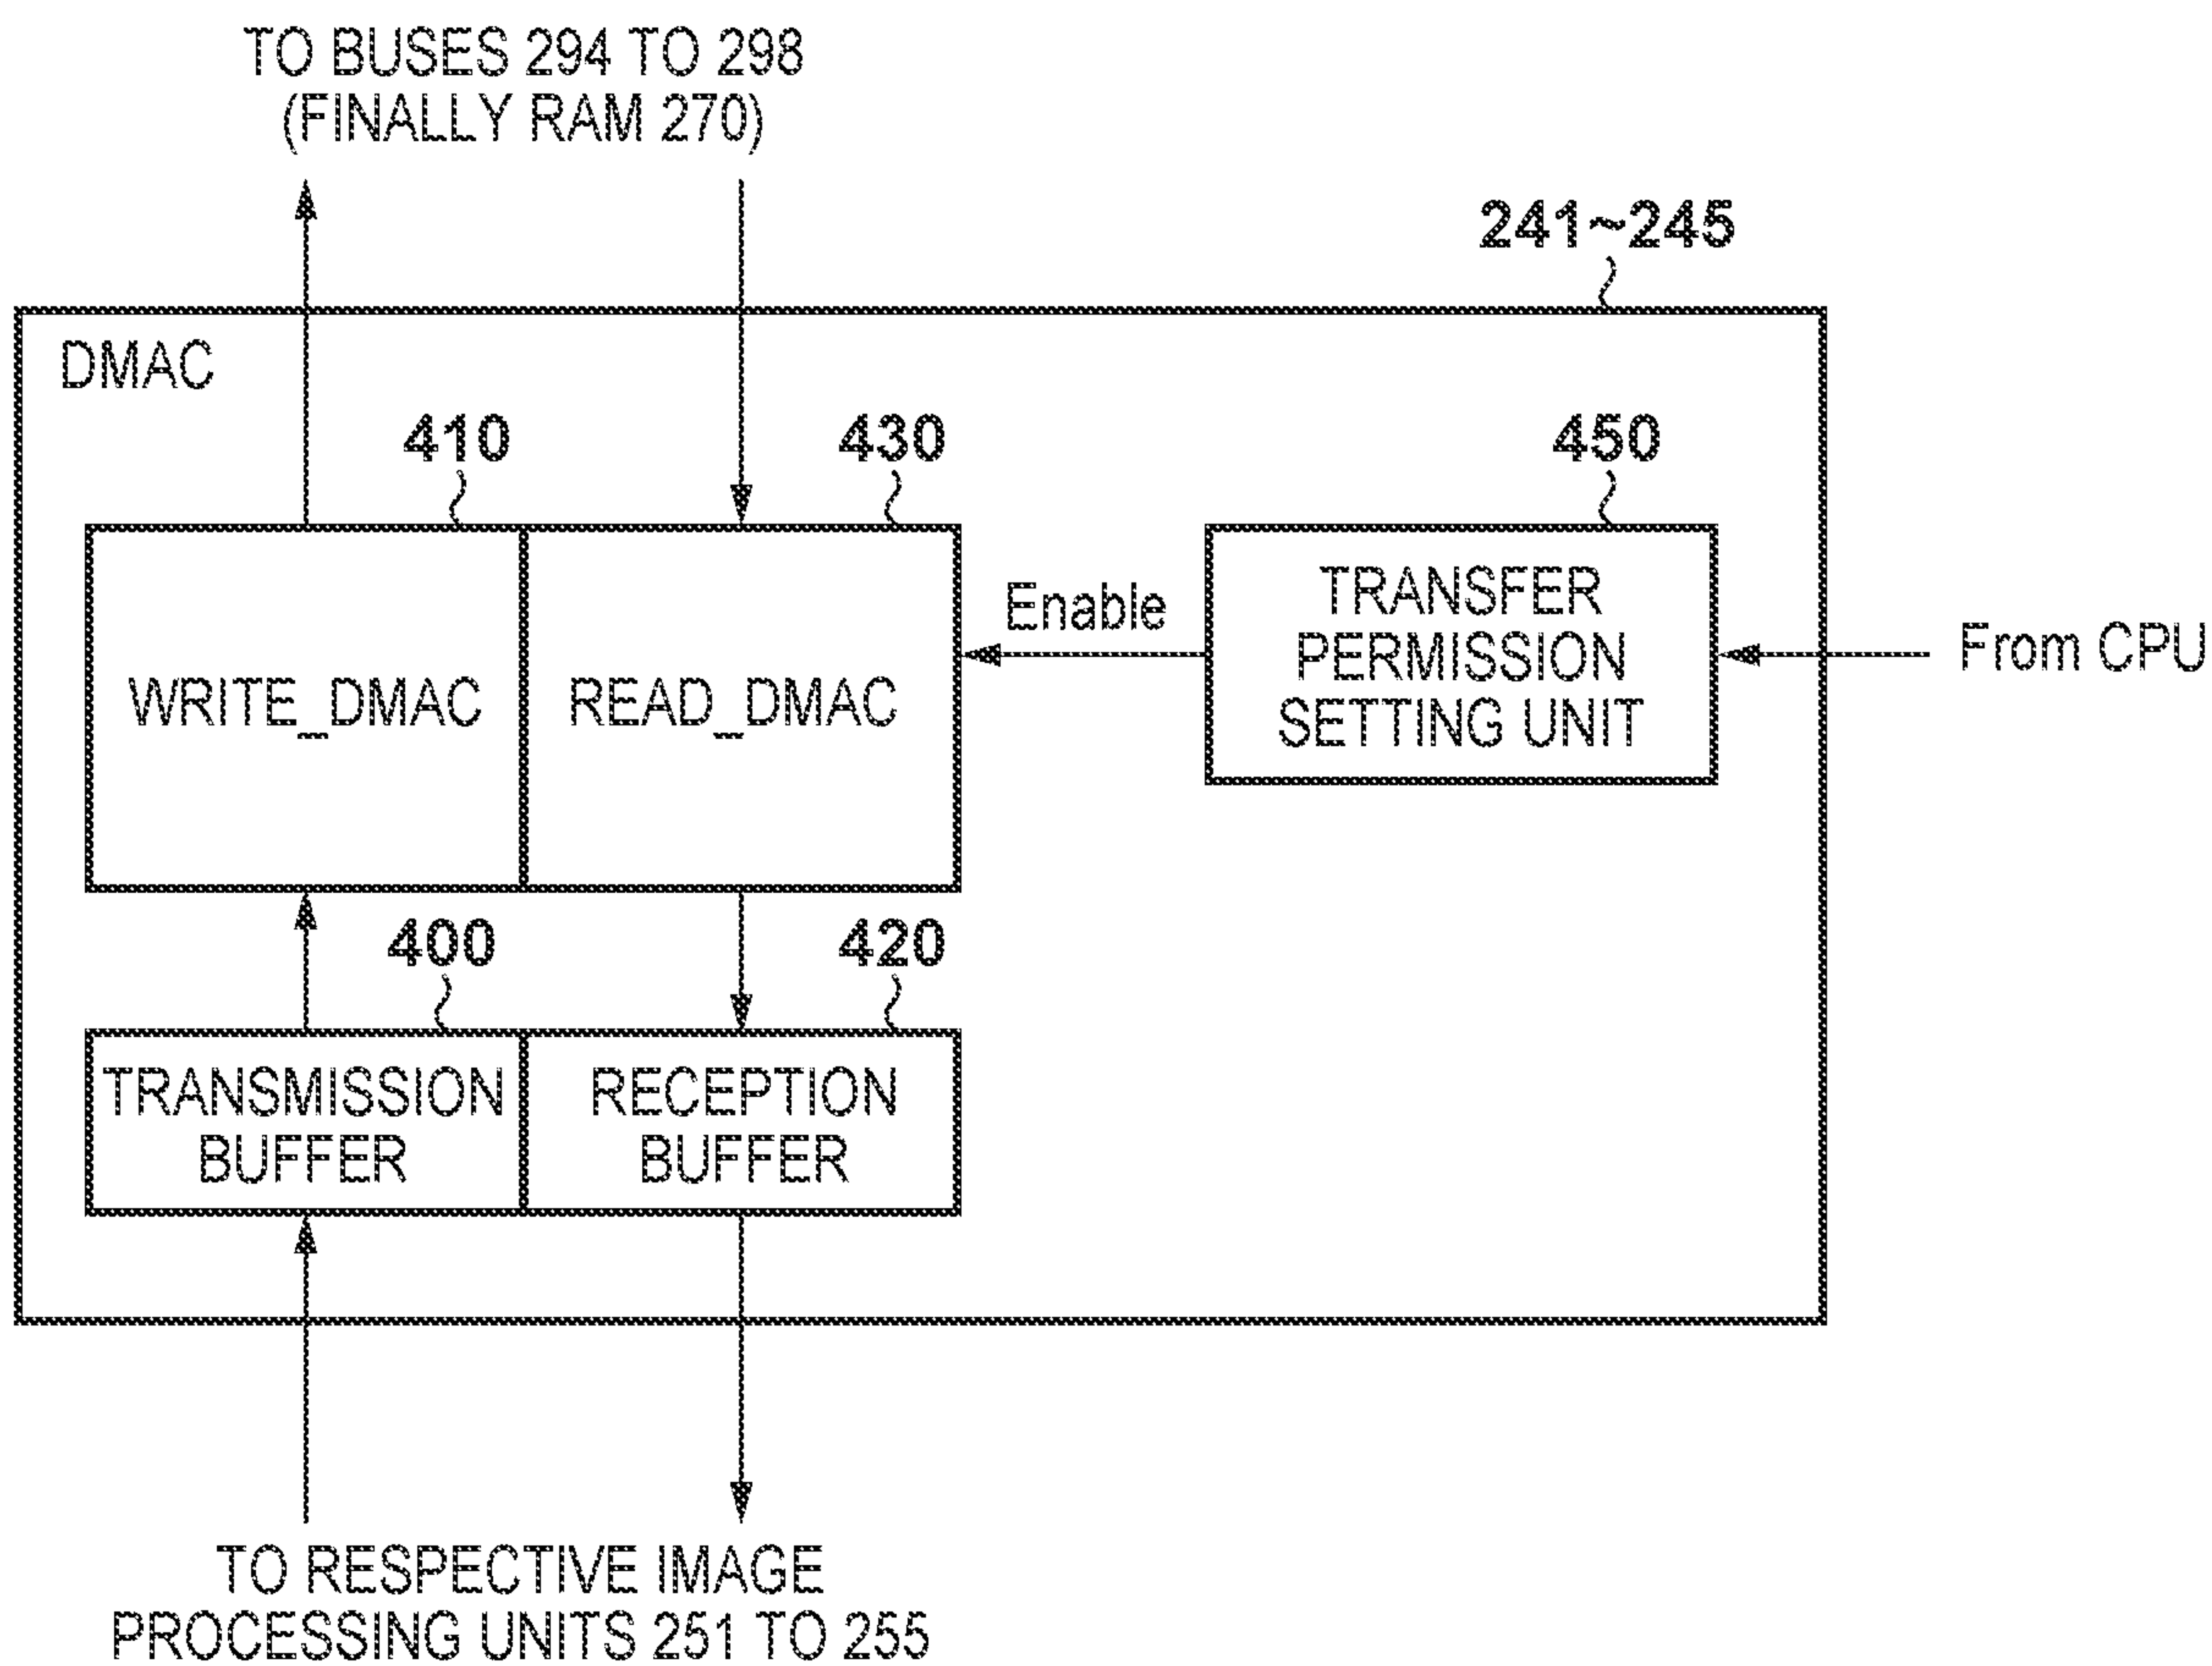 TO BUSES 294 TO 298
(FINALLY RAM 270)
241~245
DMAC
410
430
450
WRITE_DMAC
READ_DMAC
Enable
TRANSFER
PERMISSION
SETTING UNIT
From CPU
400
420
TRANSMISSION
BUFFER
RECEPTION
BUFFER
TO RESPECTIVE IMAGE
PROCESSING UNITS 251 TO 255